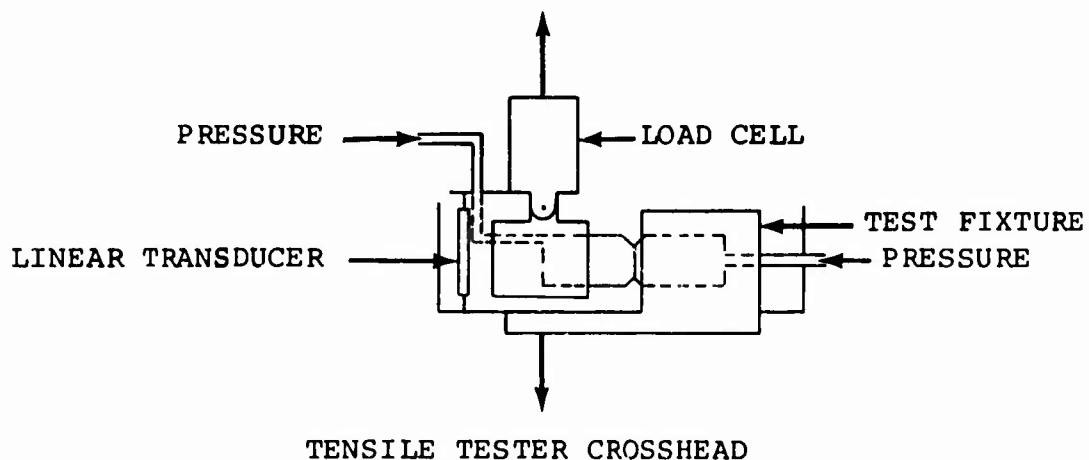 PRESSURE
LOAD CELL
TEST FIXTURE
LINEAR TRANSDUCER
PRESSURE
TENSILE TESTER CROSSHEAD